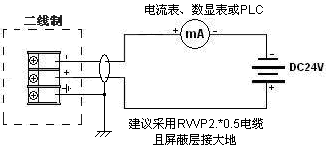 电流表、数显表或PLC
二线制
mA
-
+
-
+
DC24V
建议采用RVVP2.*0.5电缆
且屏蔽层接大地